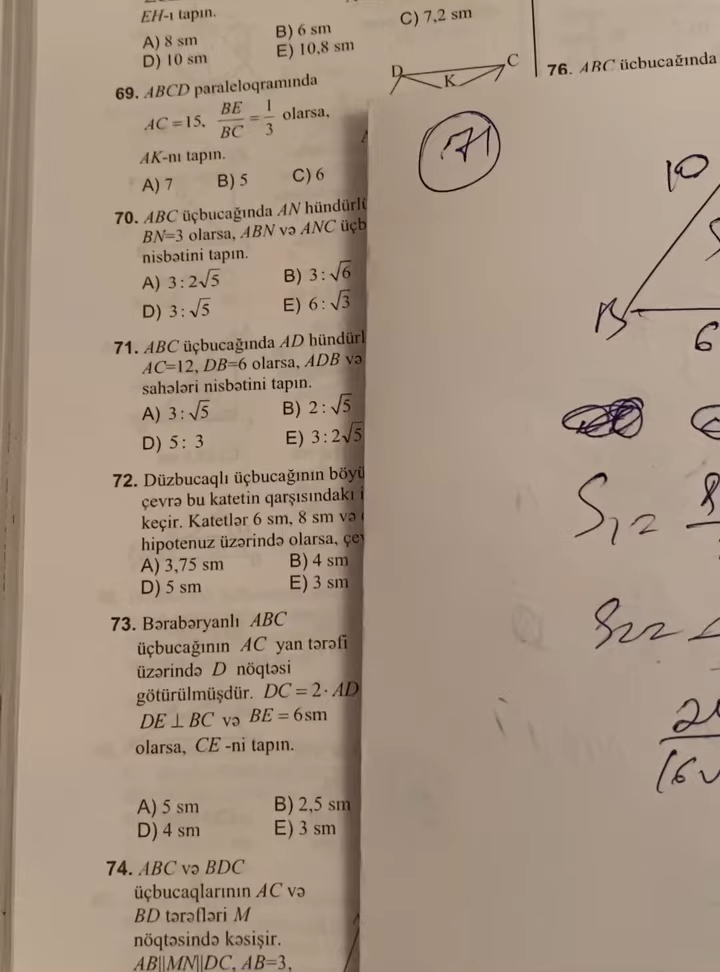 EH-ı tapın.
A) 8 sm B) 6 sm C) 7,2 sm
D) 10 sm E) 10,8 sm
69. ABCD paraleloqramında
AC=15, BE/BC = 1/3 olarsa,
AK-nı tapın.
A) 7 B) 5 C) 6
D K C
70. ABC üçbucağında AN
BN=3 olarsa, ABN və ANC
nisbətini tapın.
A) 3:2√5 B) 3:√6
D) 3:√5 E) 6:√3
71. ABC üçbucağında AD
AC=12, DB=6 olarsa, ADB və
sahələri nisbətini tapın.
A) 3:√5 B) 2:√5
D) 5: 3 E) 3:2√5
72. Düzbucaqlı üçbucağının
çevrə bu katetin qarşısındakı
keçir. Katetlər 6 sm, 8 sm və
hipotenuz üzərində olarsa,
A) 3,75 sm B) 4 sm
D) 5 sm E) 3 sm
73. Bərabəryanlı ABC
üçbucağının AC yan tərəfi
üzərində D nöqtəsi
götürülmüşdür. DC = 2· AD
DE ⊥ BC və BE = 6sm
olarsa, CE -ni tapın.
A) 5 sm B) 2,5 sm
D) 4 sm E) 3 sm
74. ABC və BDC
üçbucaqlarının AC və
BD tərəfləri M
nöqtəsində kəsişir.
AB||MN||DC, AB=3,
76. ABC üçbucağında
71
10
B
6